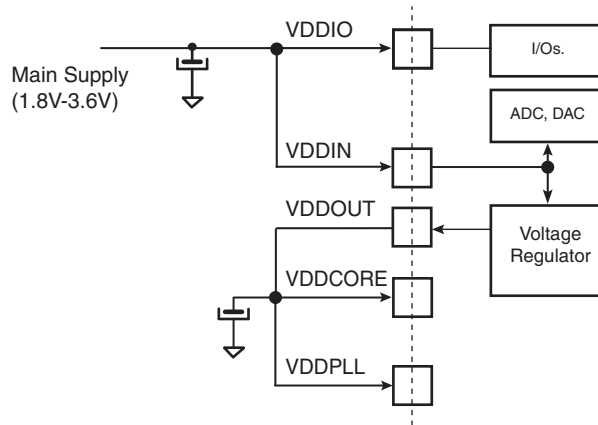 VDDIO
I/Os.
Main Supply
(1.8V-3.6V)
ADC, DAC
VDDIN
VDDOUT
Voltage
Regulator
VDDCORE
VDDPLL